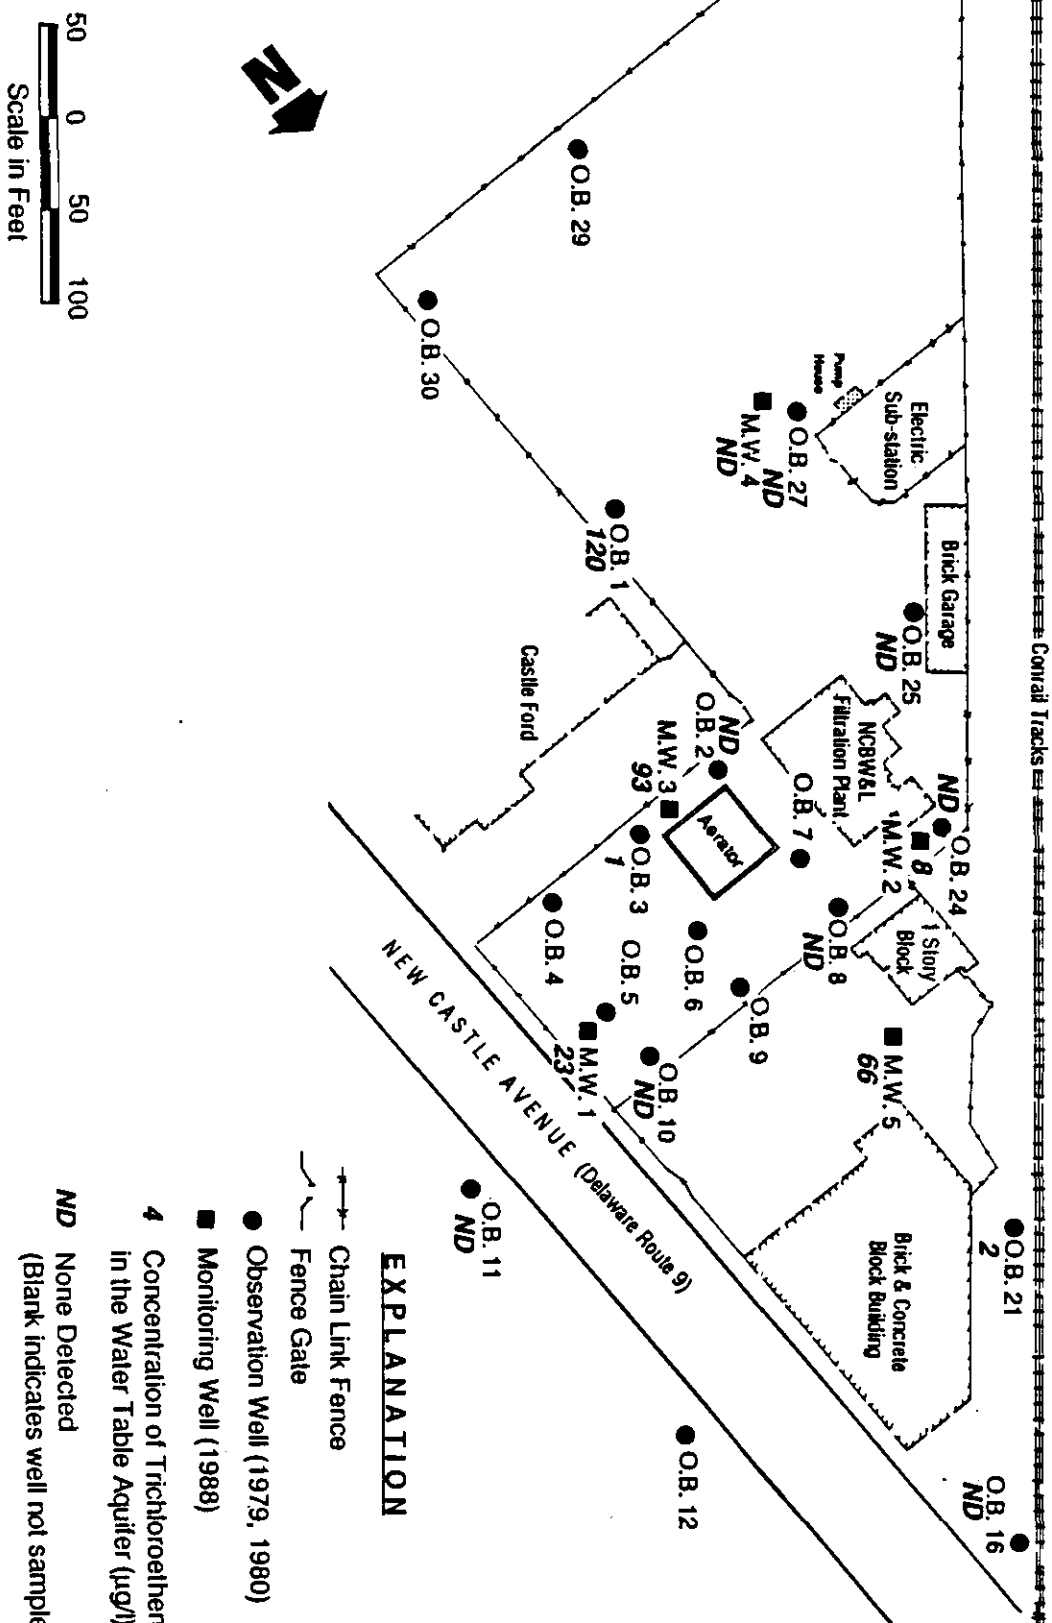 Conrail Tracks
O.B. 21
2
O.B. 16
ND
Electric
Sub-station
Pump
House
Brick Garage
O.B. 25
ND
O.B. 27
ND
M.W. 4
ND
O.B. 29
O.B. 30
O.B. 1
120
Castle Ford
NCBW&L
Filtration Plant
ND
O.B. 24
8
M.W. 2
1 Story
Block
O.B. 7
O.B. 8
ND
ND
O.B. 2
M.W. 3
93
Aerator
O.B. 3
1
O.B. 4
O.B. 5
O.B. 6
O.B. 9
O.B. 10
ND
M.W. 1
23
M.W. 5
66
Brick & Concrete
Block Building
NEW CASTLE AVENUE (Delaware Route 9)
O.B. 11
ND
O.B. 12
N
50 0 50 100
Scale in Feet
EXPLANATION
Chain Link Fence
Fence Gate
Observation Well (1979, 1980)
Monitoring Well (1988)
4 Concentration of Trichloroethen
in the Water Table Aquifer (µg/l)
ND None Detected
(Blank indicates well not sample